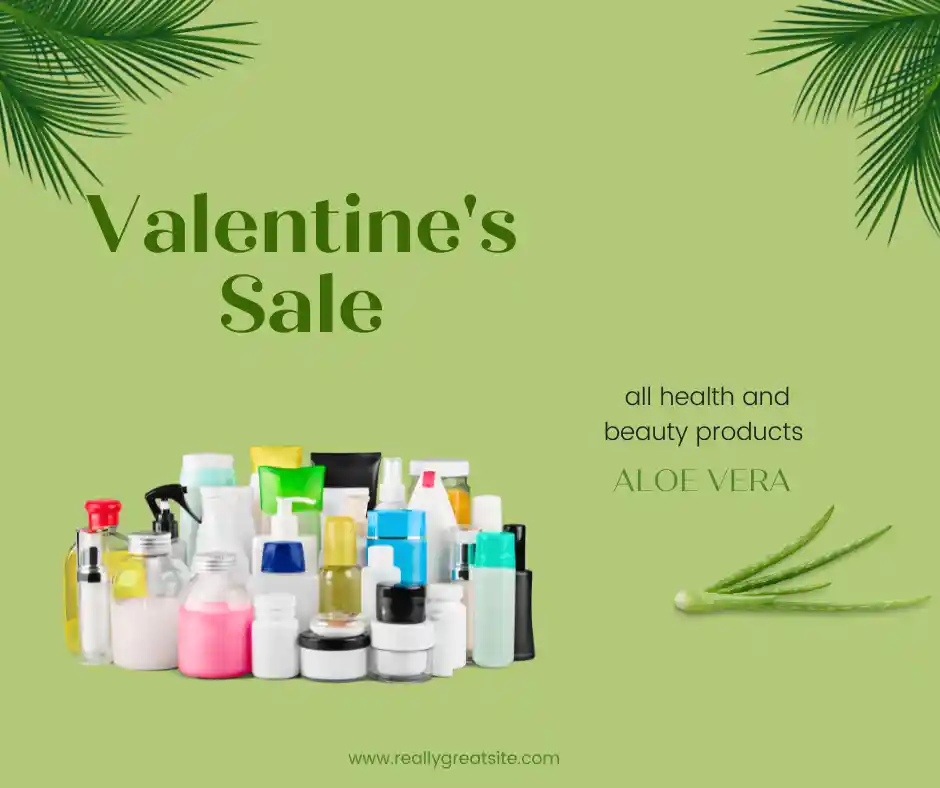 Valentine's
Sale
all health and
beauty products
ALOE VERA
www.reallygreatsite.com